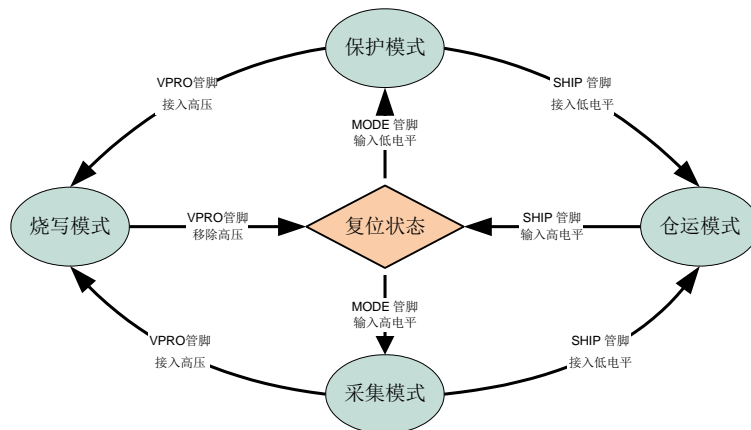 保护模式
VPRO管脚
接入高压
SHIP 管脚
接入低电平
MODE 管脚
输入低电平
烧写模式
VPRO管脚
移除高压
复位状态
SHIP 管脚
输入高电平
仓运模式
MODE 管脚
输入高电平
VPRO管脚
接入高压
SHIP 管脚
接入低电平
采集模式